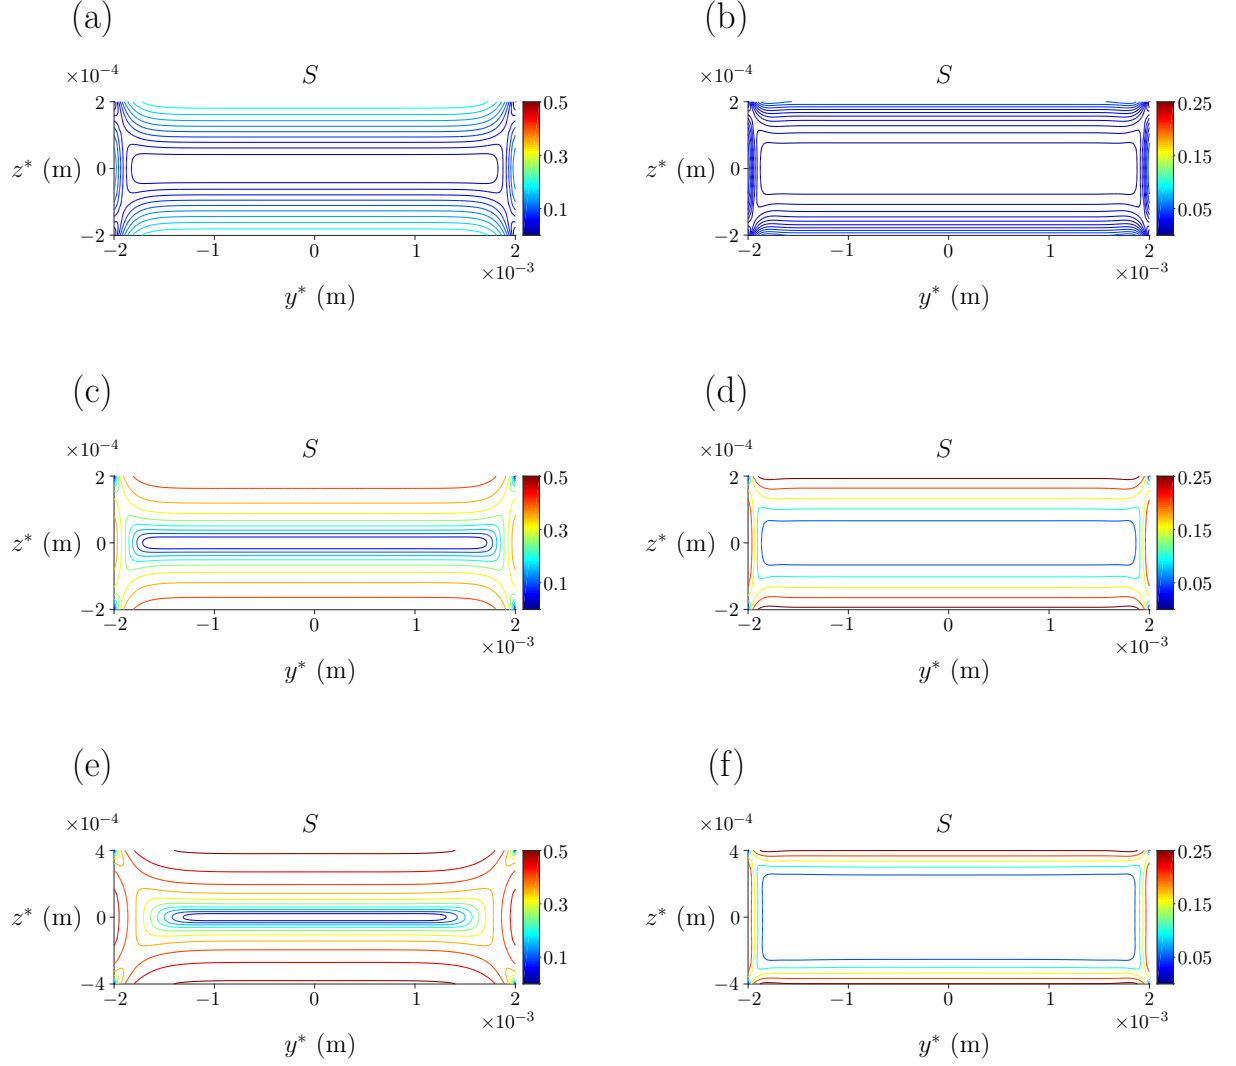 (a) (b)
×10⁻⁴ S ×10⁻⁴ S
2 0.5 2 0.25
z* (m) 0 0.3 z* (m) 0 0.15
0.1 0.05
−2 −2
−2 −1 0 1 2 −2 −1 0 1 2
×10⁻³ ×10⁻³
y* (m) y* (m)
(c) (d)
×10⁻⁴ S ×10⁻⁴ S
2 0.5 2 0.25
z* (m) 0 0.3 z* (m) 0 0.15
0.1 0.05
−2 −2
−2 −1 0 1 2 −2 −1 0 1 2
×10⁻³ ×10⁻³
y* (m) y* (m)
(e) (f)
×10⁻⁴ S ×10⁻⁴ S
4 0.5 4 0.25
z* (m) 0 0.3 z* (m) 0 0.15
0.1 0.05
−4 −4
−2 −1 0 1 2 −2 −1 0 1 2
×10⁻³ ×10⁻³
y* (m) y* (m)